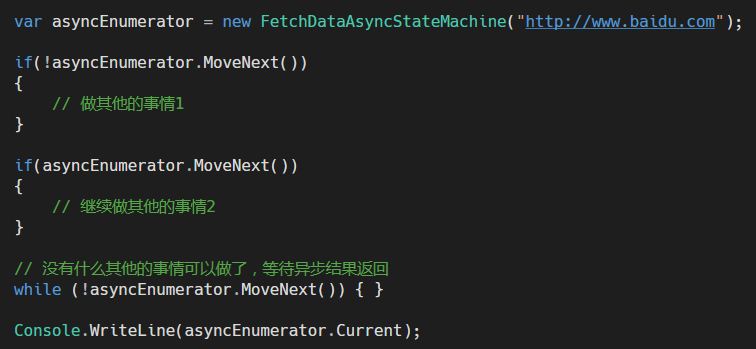 var asyncEnumerator = new FetchDataAsyncStateMachine("http://www.baidu.com");
if(!asyncEnumerator.MoveNext())
{
    // 做其他的事情1
}
if(asyncEnumerator.MoveNext())
{
    // 继续做其他的事情2
}
// 没有什么其他的事情可以做了，等待异步结果返回
while (!asyncEnumerator.MoveNext()) { }
Console.WriteLine(asyncEnumerator.Current);